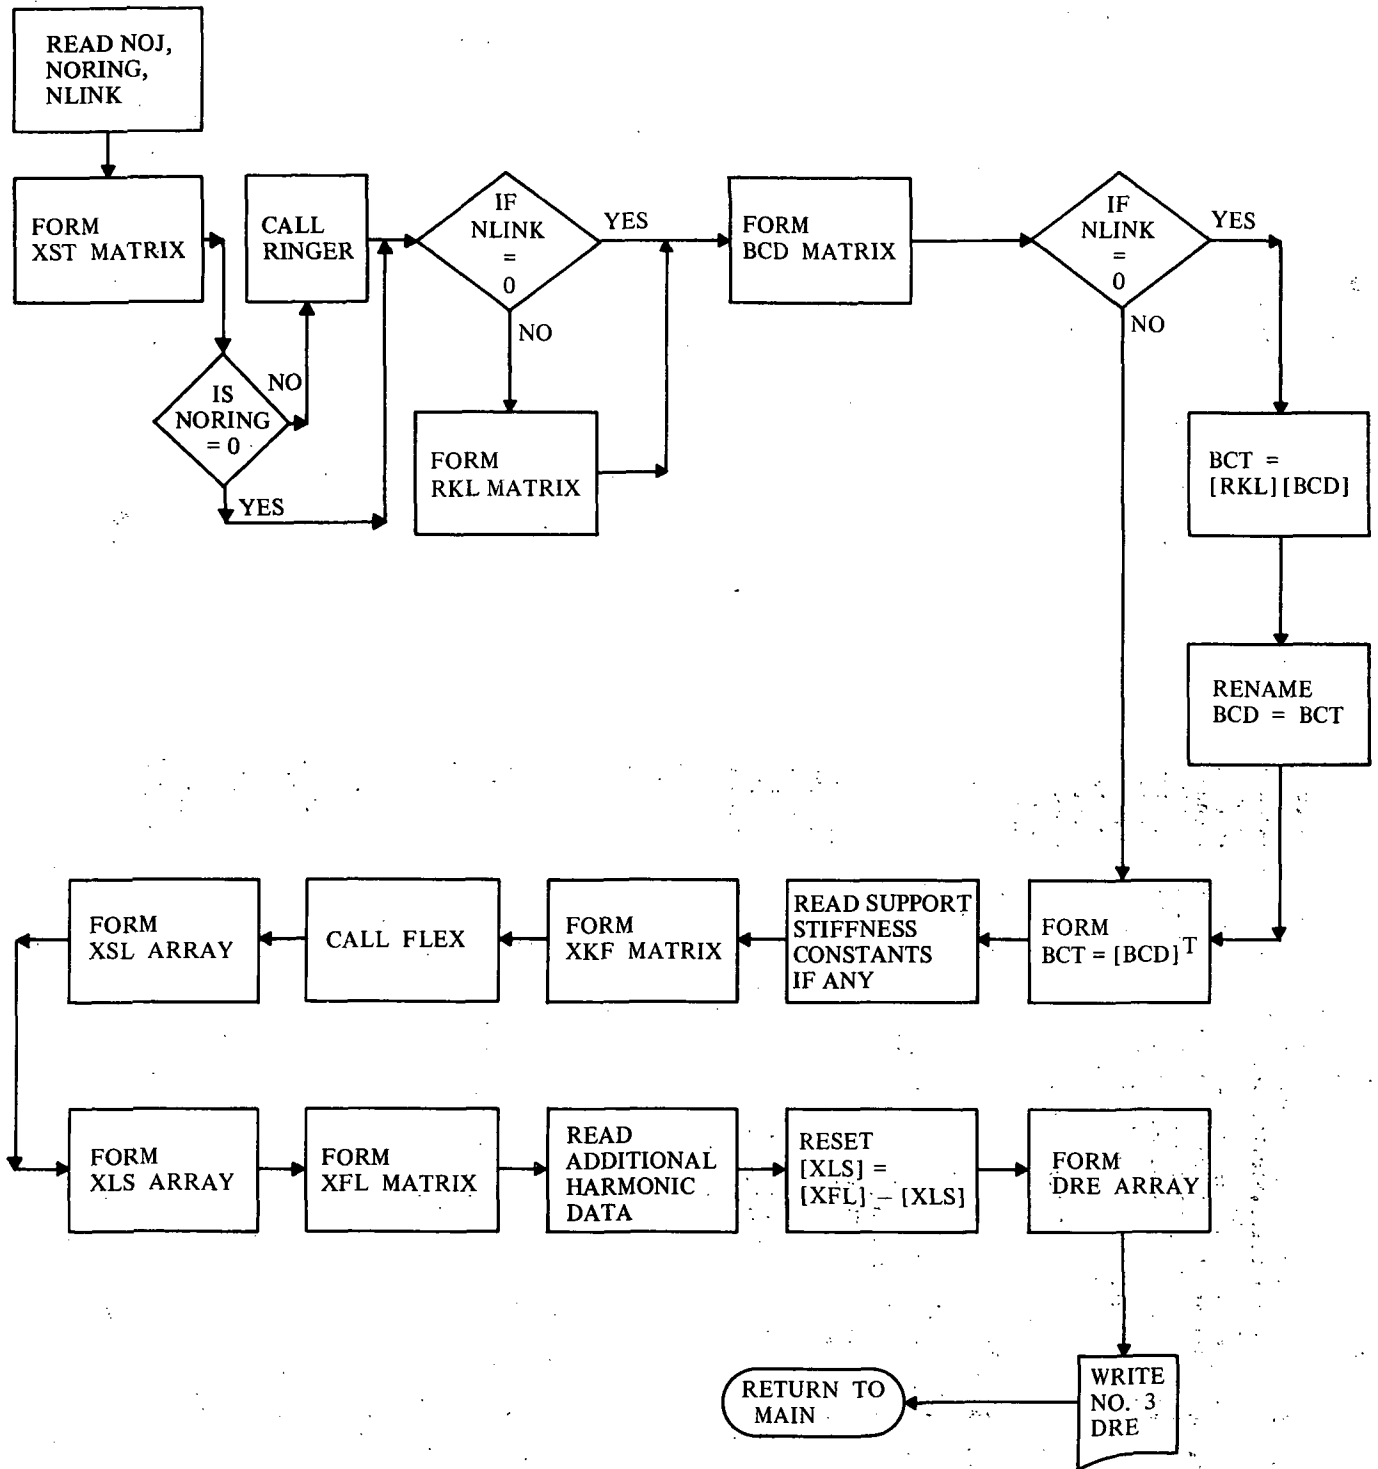 READ NOJ,
NORING,
NLINK
FORM
XST MATRIX
IS
NORING
= 0
NO
YES
CALL
RINGER
IF
NLINK
=
0
YES
NO
FORM
RKL MATRIX
FORM
BCD MATRIX
IF
NLINK
=
0
YES
NO
BCT =
[RKL] [BCD]
RENAME
BCD = BCT
FORM
BCT = [BCD]ᵀ
READ SUPPORT
STIFFNESS
CONSTANTS
IF ANY
FORM
XKF MATRIX
CALL FLEX
FORM
XSL ARRAY
FORM
XLS ARRAY
FORM
XFL MATRIX
READ
ADDITIONAL
HARMONIC
DATA
RESET
[XLS] =
[XFL] – [XLS]
FORM
DRE ARRAY
WRITE
NO. 3
DRE
RETURN TO
MAIN